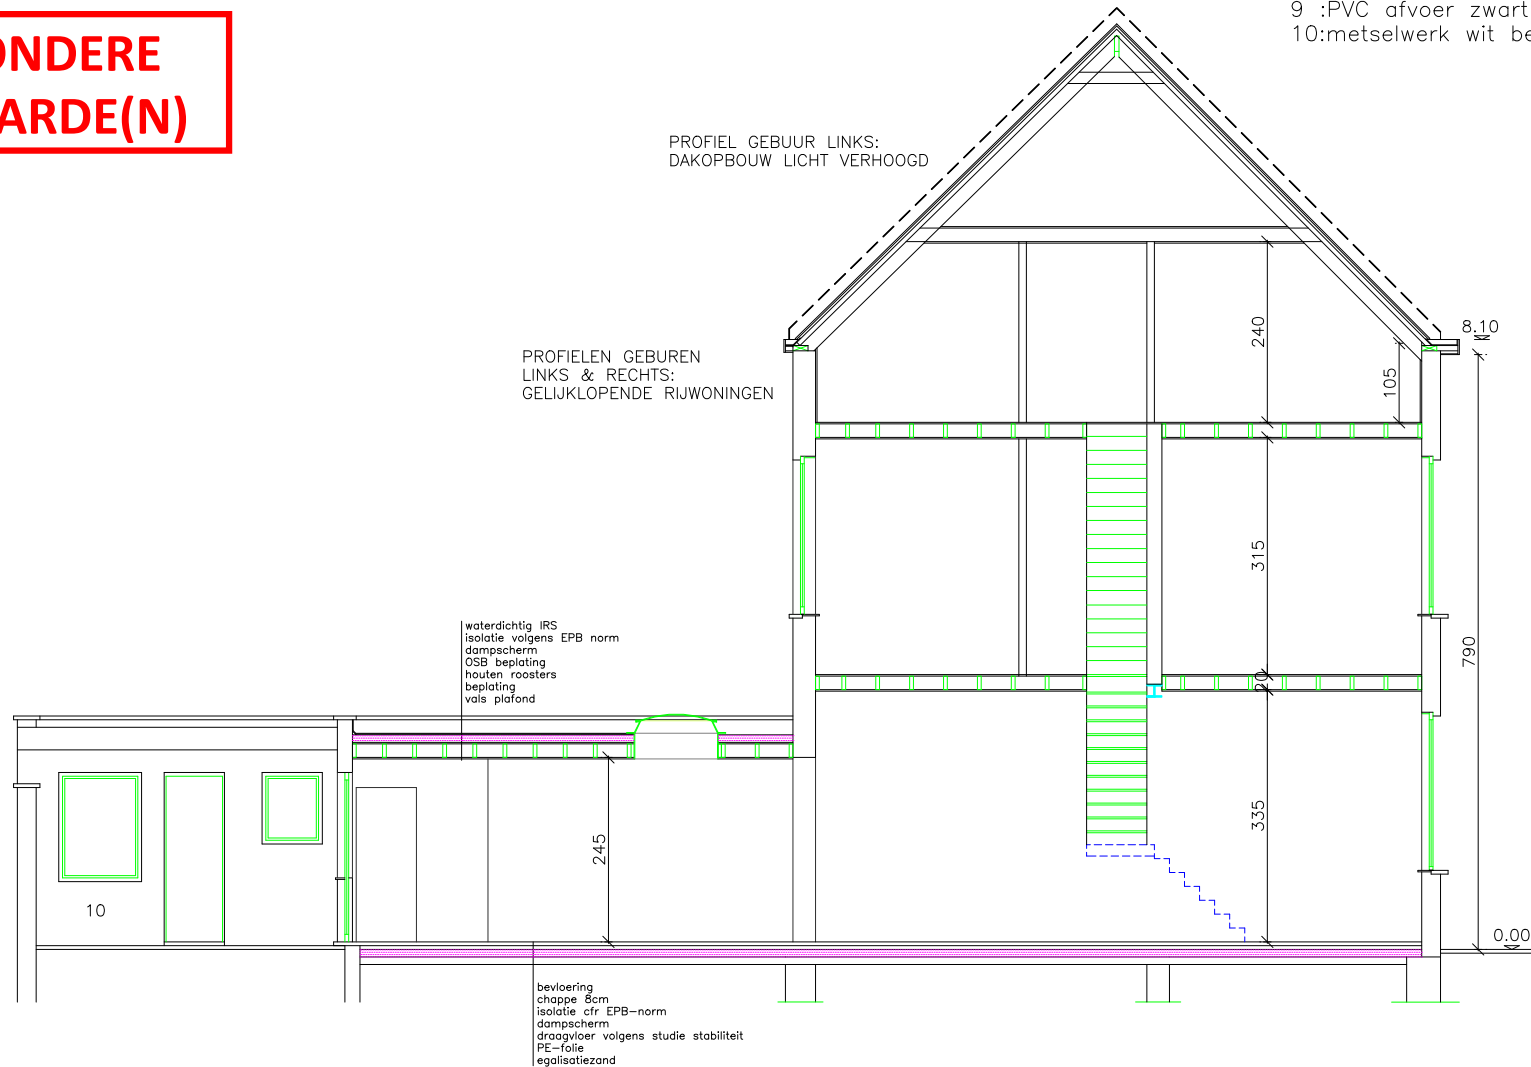 ONDERE
ARDE(N)
9 :PVC afvoer zwart
10:metselwerk wit be
PROFIEL GEBUUR LINKS:
DAKOPBOUW LICHT VERHOOGD
8.10
240
PROFIELEN GEBUREN
LINKS & RECHTS:
GELIJKLOPENDE RIJWONINGEN
105
315
waterdichtig IRS
isolatie volgens EPB norm
dampscherm
OSB beplating
houten roosters
beplating
vals plafond
790
20
335
245
10
0.00
bevloering
chappe 8cm
isolatie cfr EPB-norm
dampscherm
draagvloer volgens studie stabiliteit
PE-folie
egalisatiezand